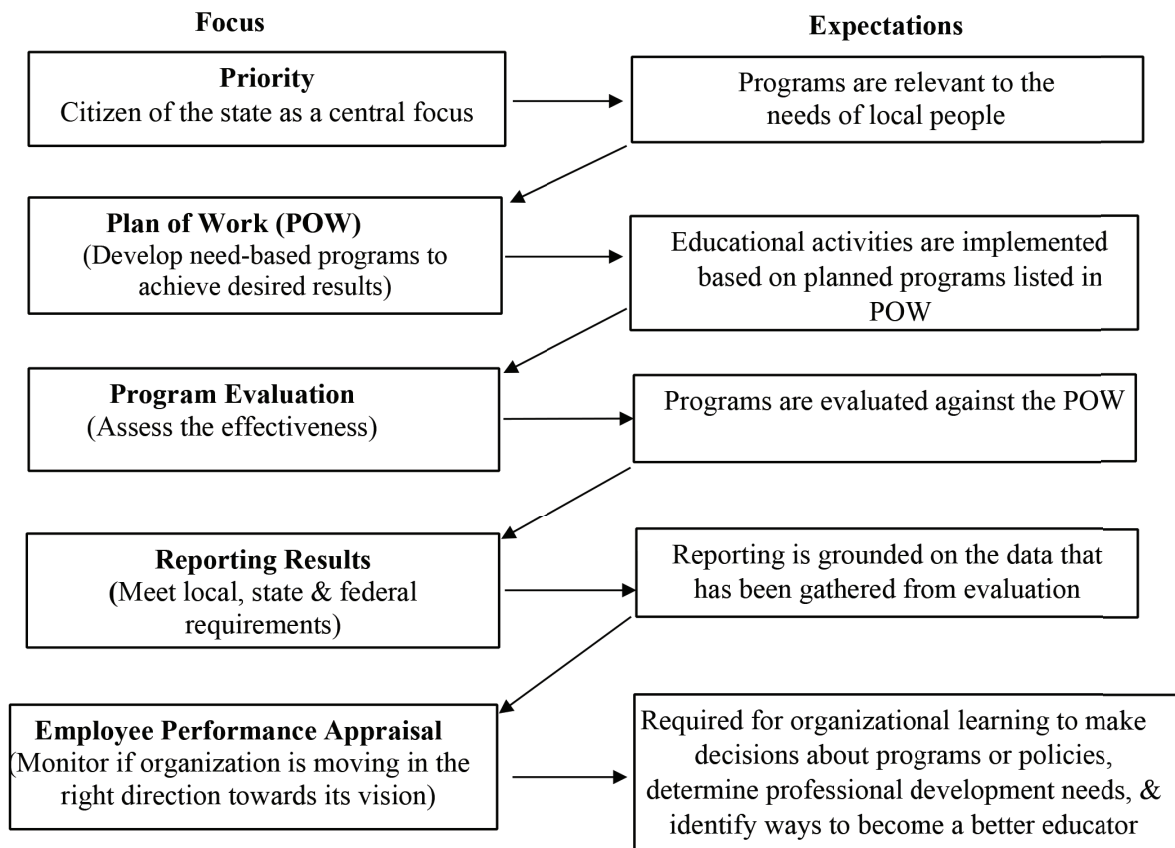 Focus
Expectations
Priority
Citizen of the state as a central focus
Programs are relevant to the
needs of local people
Plan of Work (POW)
(Develop need-based programs to
achieve desired results)
Educational activities are implemented
based on planned programs listed in
POW
Program Evaluation
(Assess the effectiveness)
Programs are evaluated against the POW
Reporting Results
(Meet local, state & federal
requirements)
Reporting is grounded on the data that
has been gathered from evaluation
Employee Performance Appraisal
(Monitor if organization is moving in the
right direction towards its vision)
Required for organizational learning to make
decisions about programs or policies,
determine professional development needs, &
identify ways to become a better educator